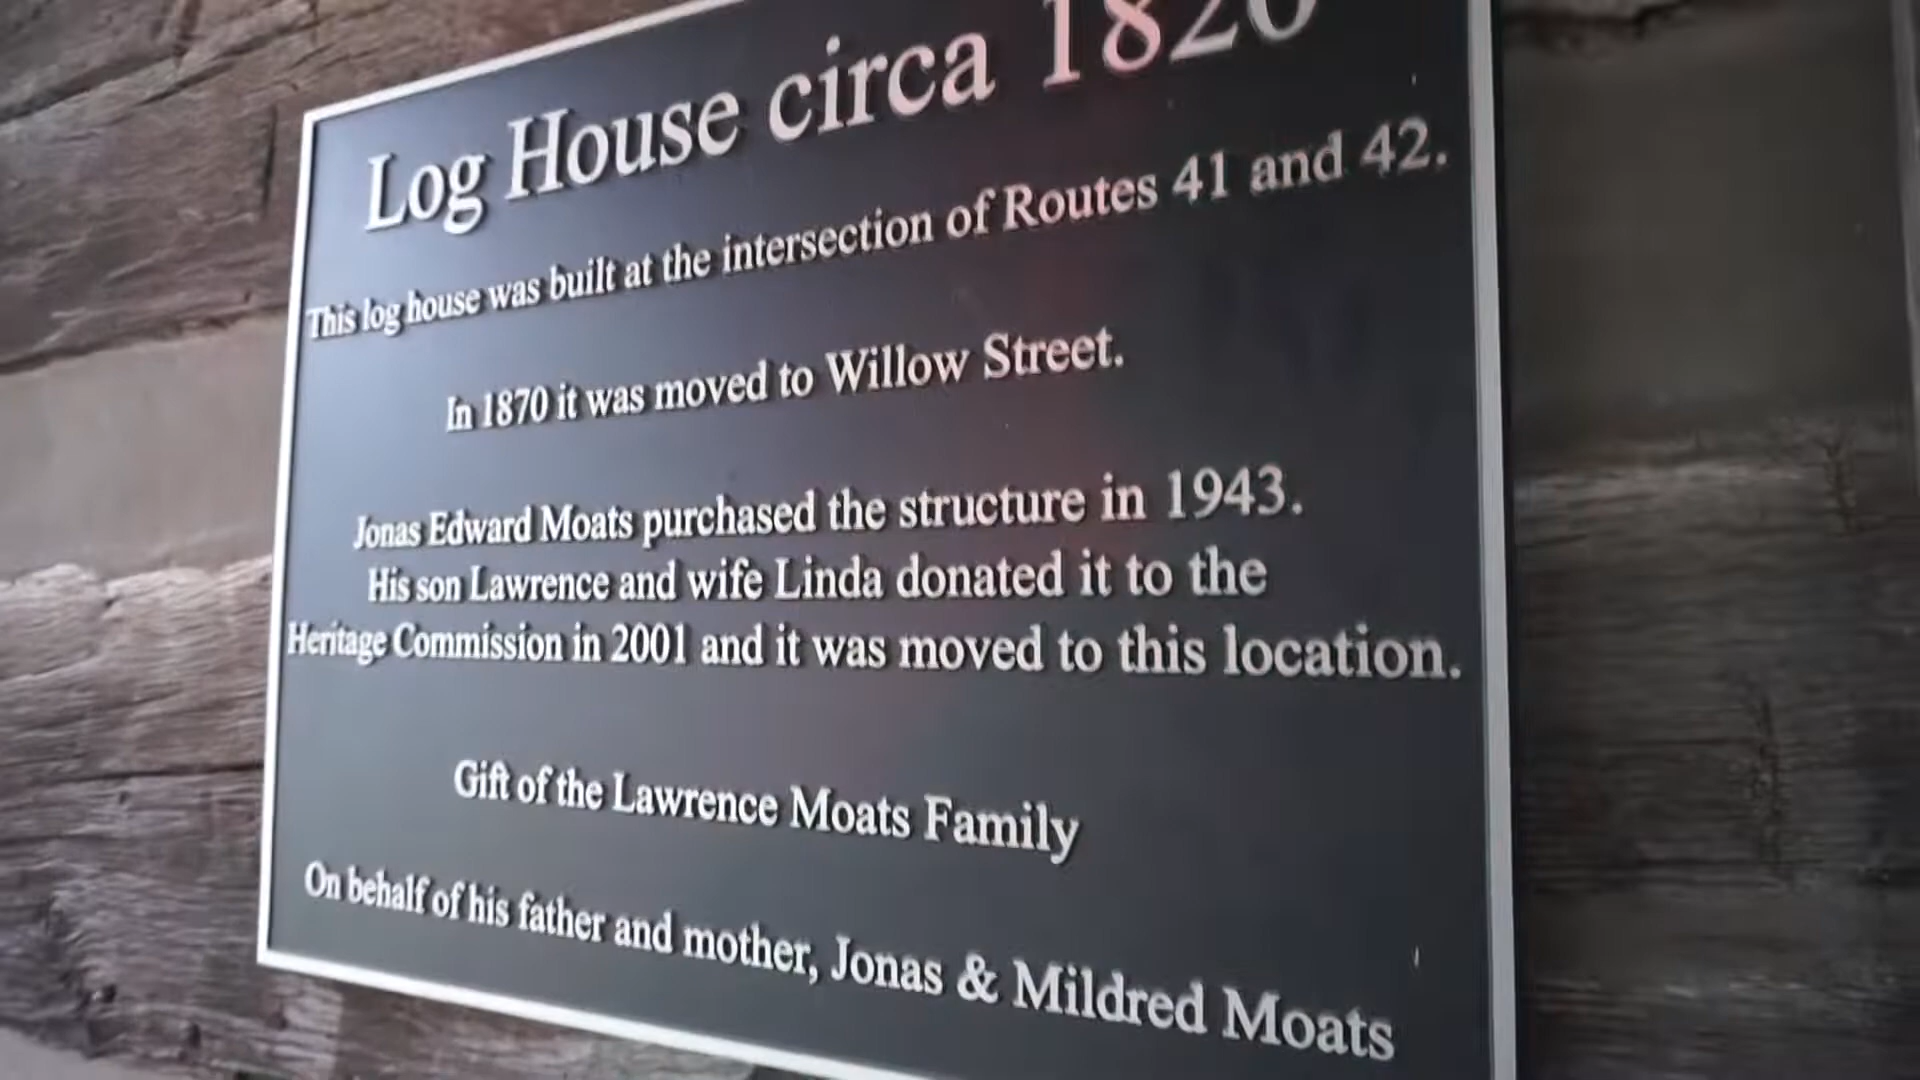 Log House circa 1820
This log house was built at the intersection of Routes 41 and 42.
In 1870 it was moved to Willow Street.
Jonas Edward Moats purchased the structure in 1943.
His son Lawrence and wife Linda donated it to the
Heritage Commission in 2001 and it was moved to this location.
Gift of the Lawrence Moats Family
On behalf of his father and mother, Jonas & Mildred Moats